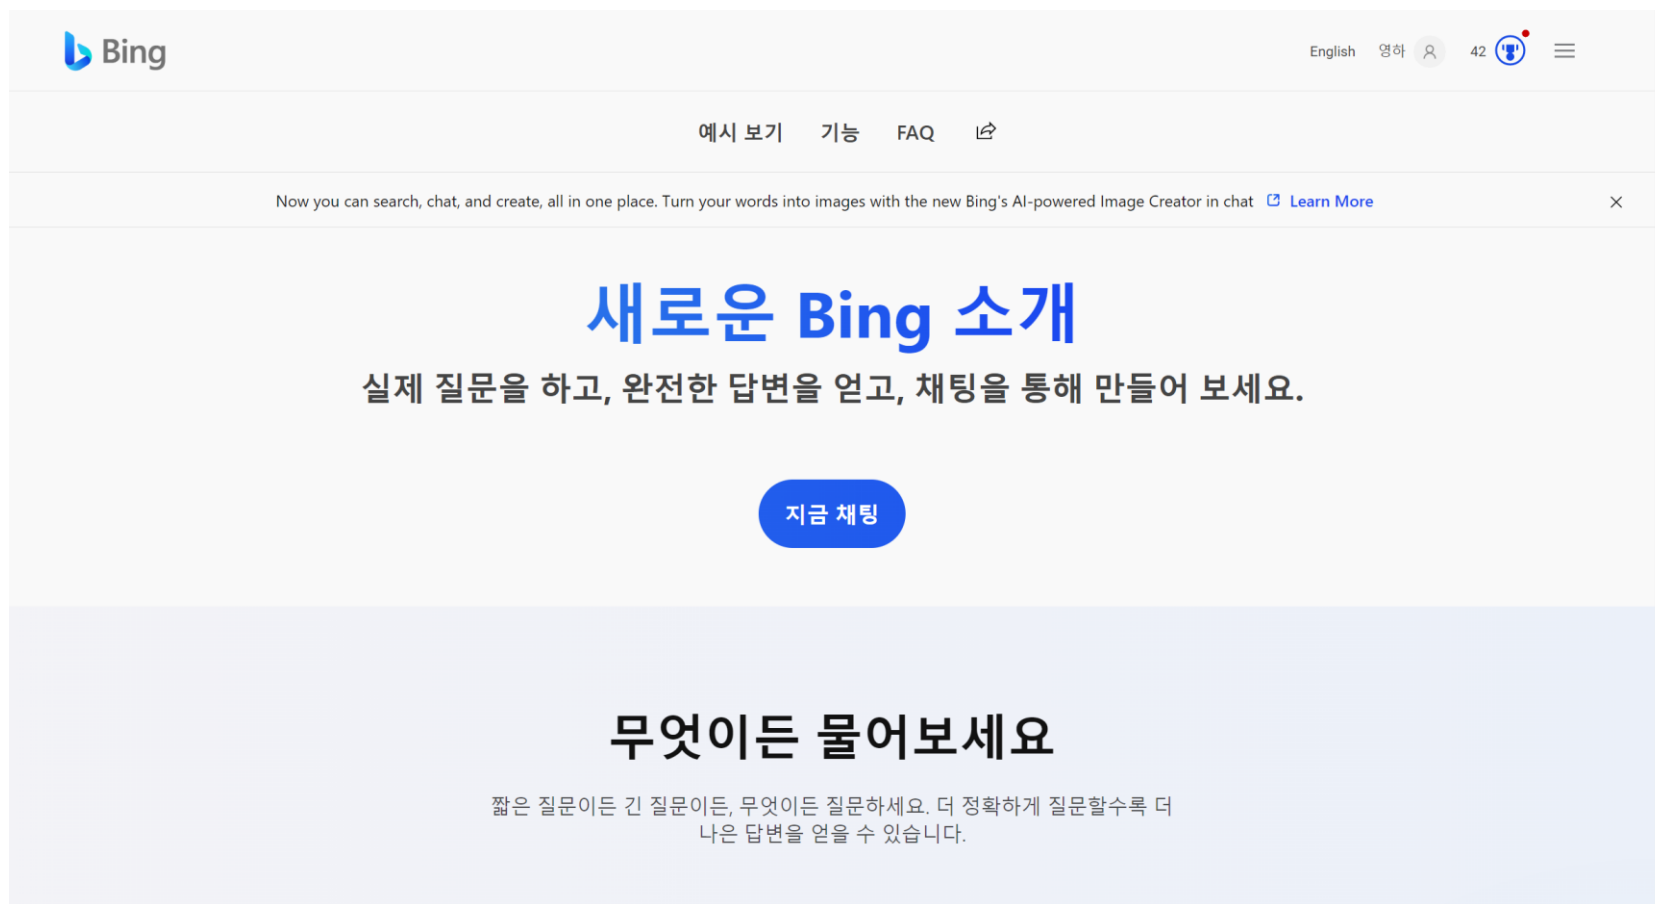 Bing
English 영하 42
예시 보기 기능 FAQ
Now you can search, chat, and create, all in one place. Turn your words into images with the new Bing's AI-powered Image Creator in chat Learn More
새로운 Bing 소개
실제 질문을 하고, 완전한 답변을 얻고, 채팅을 통해 만들어 보세요.
지금 채팅
무엇이든 물어보세요
짧은 질문이든 긴 질문이든, 무엇이든 질문하세요. 더 정확하게 질문할수록 더
나은 답변을 얻을 수 있습니다.